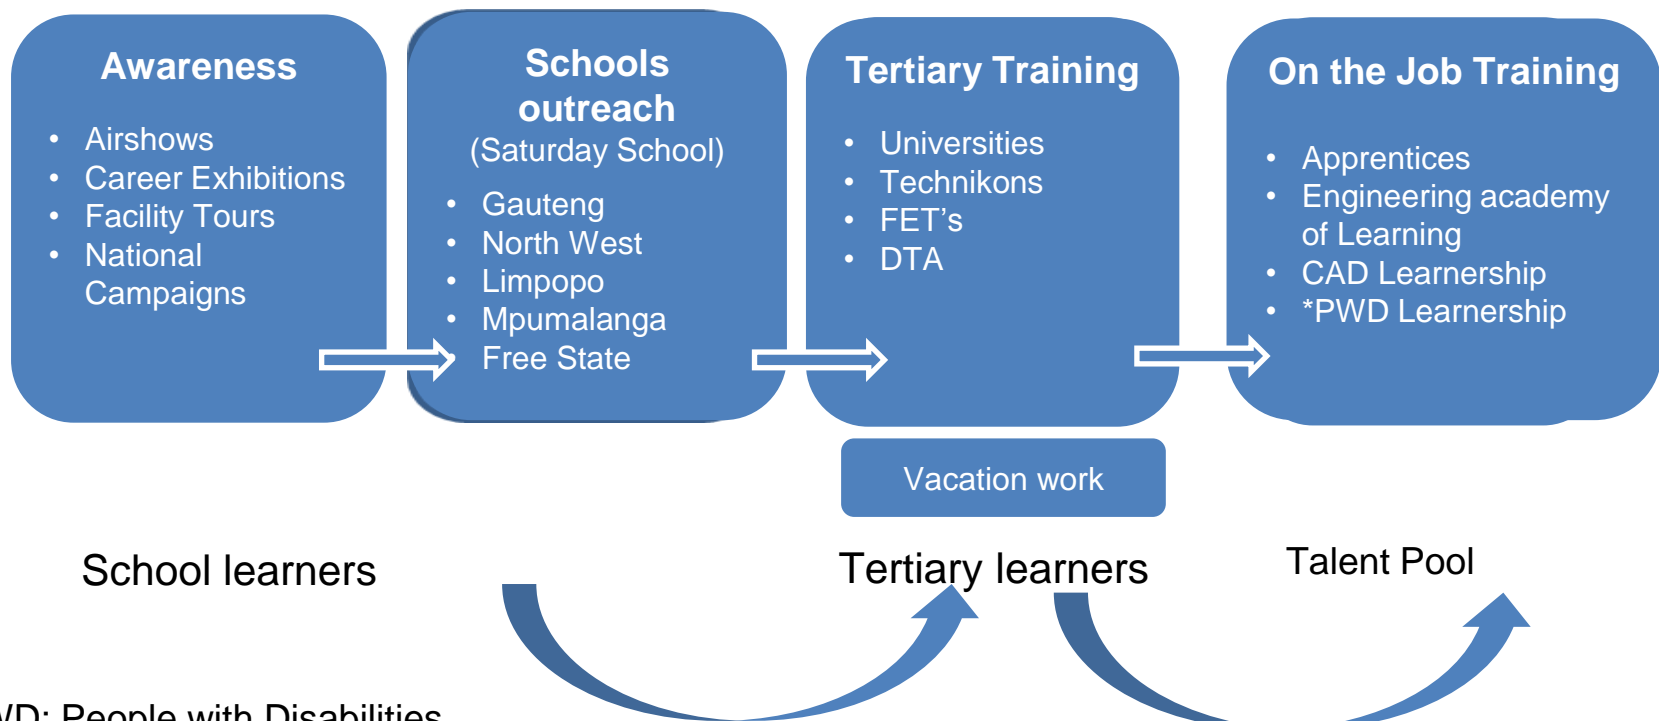 Awareness
• Airshows
• Career Exhibitions
• Facility Tours
• National
Campaigns
Schools
outreach
(Saturday School)
• Gauteng
• North West
• Limpopo
• Mpumalanga
• Free State
Tertiary Training
• Universities
• Technikons
• FET's
• DTA
On the Job Training
• Apprentices
• Engineering academy
of Learning
• CAD Learnership
• *PWD Learnership
Vacation work
School learners
Tertiary learners
Talent Pool
WD: People with Disabilities